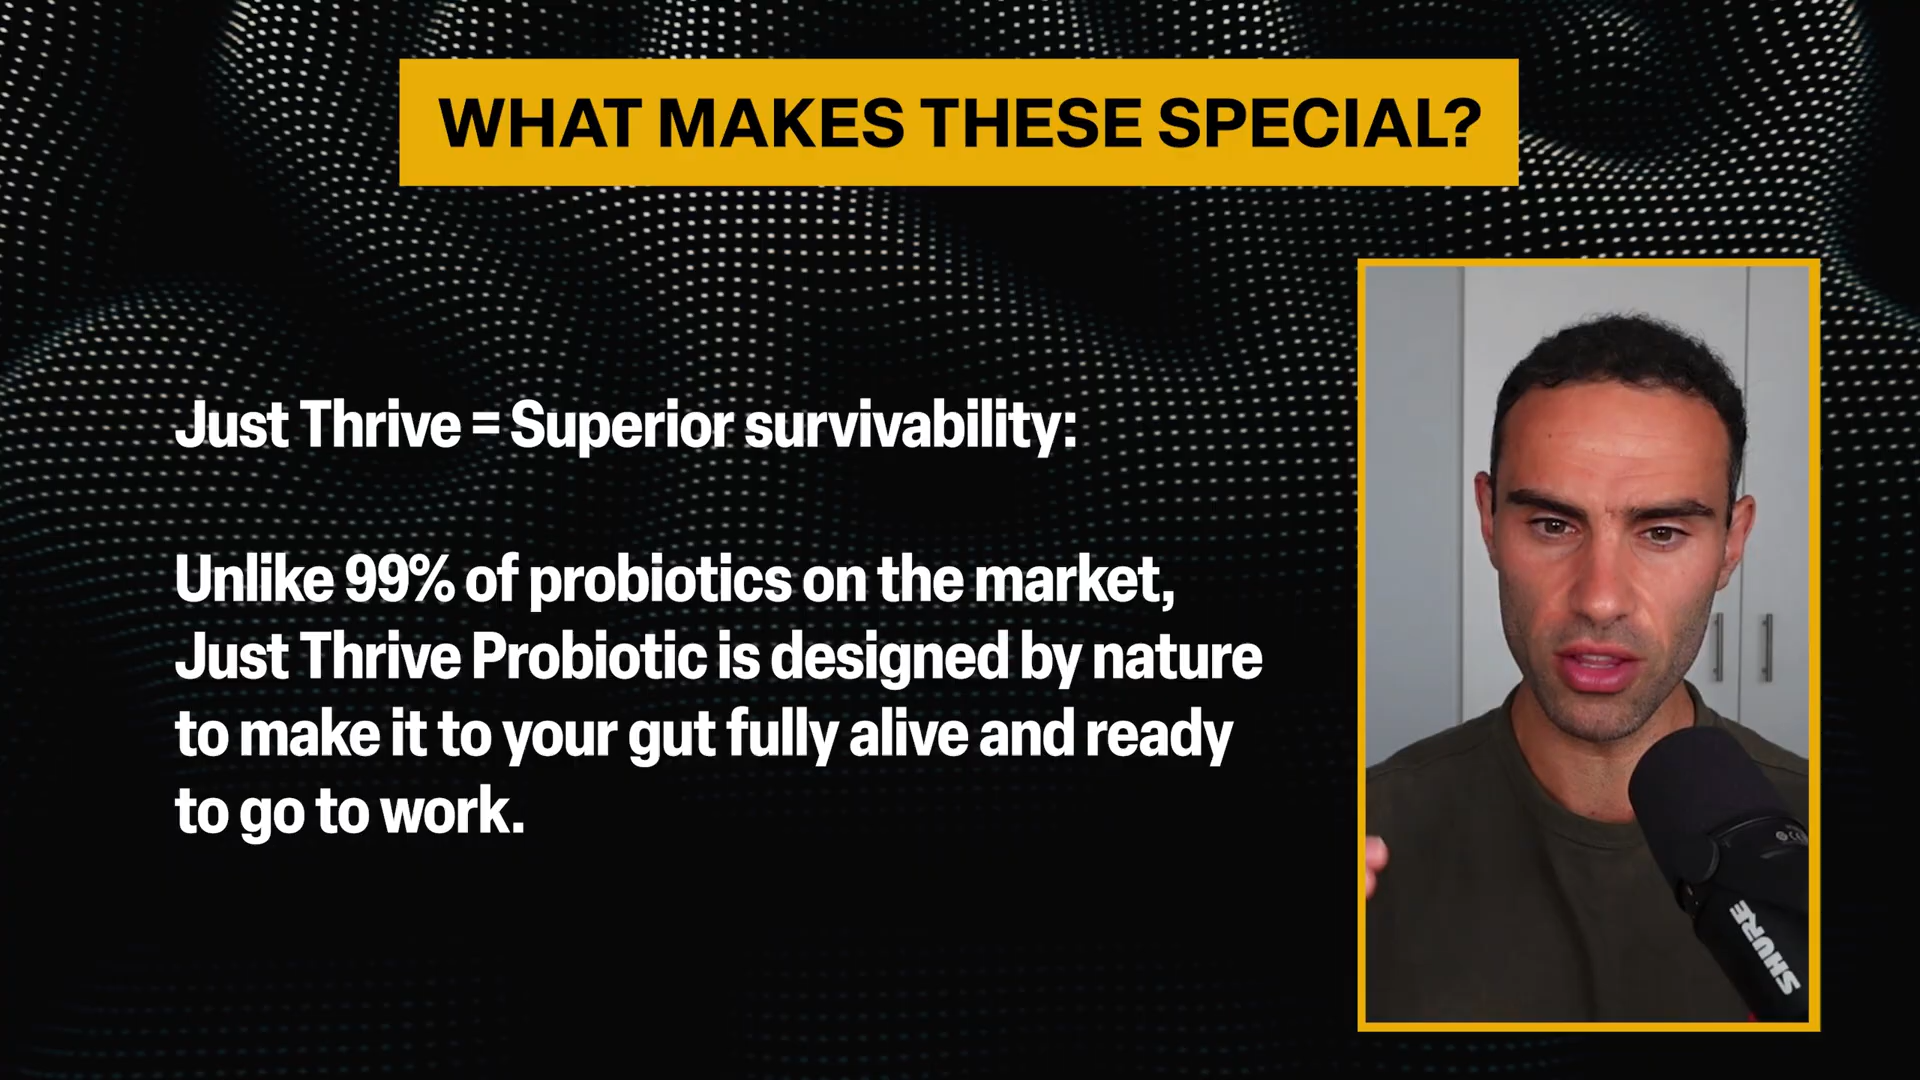 WHAT MAKES THESE SPECIAL?
Just Thrive = Superior survivability:
Unlike 99% of probiotics on the market,
Just Thrive Probiotic is designed by nature
to make it to your gut fully alive and ready
to go to work.
SHURE